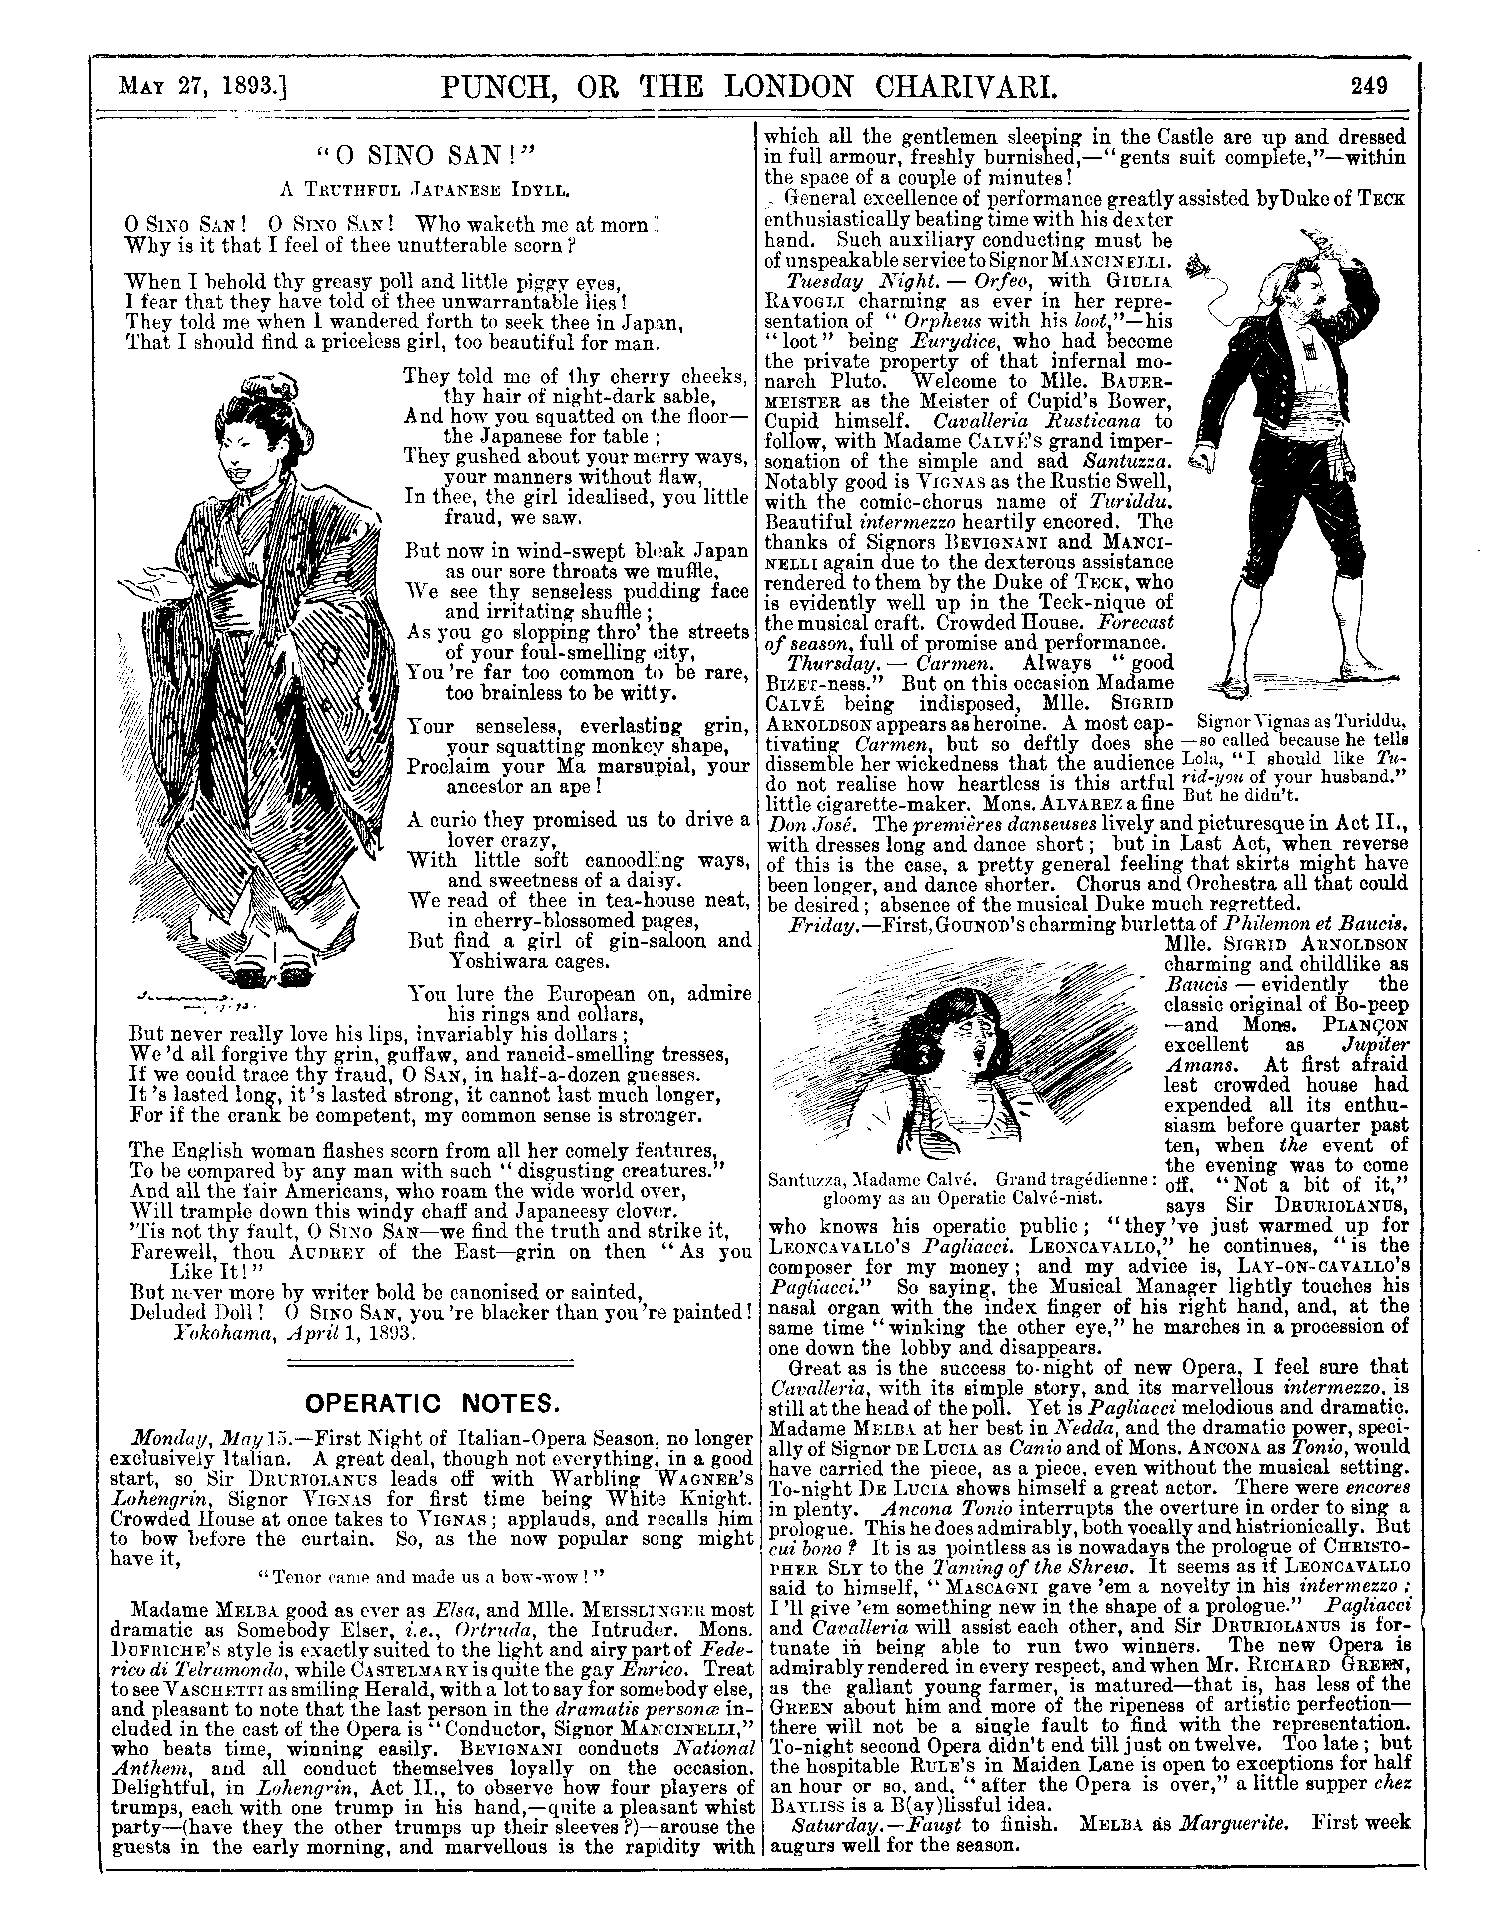 MAY 27, 1893.] PUNCH, OR THE LONDON CHARIVARI. 249
"O SINO SAN!"
A TRUTHFUL JAPANESE IDYLL.
O SINO SAN! O SINO SAN! Who waketh me at morn?
Why is it that I feel of thee unutterable scorn?
When I behold thy greasy poll and little piggy eyes,
I fear that they have told of thee unwarrantable lies!
They told me when I wandered forth to seek thee in Japan,
That I should find a priceless girl, too beautiful for man.
They told me of thy cherry cheeks,
thy hair of night-dark sable,
And how you squatted on the floor—
the Japanese for table;
They gushed about your merry ways,
your manners without flaw,
In thee, the girl idealised, you little
fraud, we saw.
But now in wind-swept bleak Japan
as our sore throats we muffle,
We see thy senseless pudding face
and irritating shuffle;
As you go slopping thro' the streets
of your foul-smelling city,
You're far too common to be rare,
too brainless to be witty.
Your senseless, everlasting grin,
your squatting monkey shape,
Proclaim your Ma marsupial, your
ancestor an ape!
A curio they promised us to drive a
lover crazy,
With little soft canoodling ways,
and sweetness of a daisy.
We read of thee in tea-house neat,
in cherry-blossomed pages,
But find a girl of gin-saloon and
Yoshiwara cages.
You lure the European on, admire
his rings and collars,
But never really love his lips, invariably his dollars;
We'd all forgive thy grin, guffaw, and rancid-smelling tresses,
If we could trace thy fraud, O SAN, in half-a-dozen guesses.
It's lasted long, it's lasted strong, it cannot last much longer,
For if the crank be competent, my common sense is stronger.
The English woman flashes scorn from all her comely features,
To be compared by any man with such "disgusting creatures."
And all the fair Americans, who roam the wide world over,
Will trample down this windy chaff and Japaneesy clover.
'Tis not thy fault, O SINO SAN—we find the truth and strike it,
Farewell, thou AUDREY of the East—grin on then "As you
Like It!"
But never more by writer bold be canonised or sainted,
Deluded Doll! O SINO SAN, you're blacker than you're painted!
Yokohama, April 1, 1893.
OPERATIC NOTES.
Monday, May 15.—First Night of Italian-Opera Season, no longer
exclusively Italian. A great deal, though not everything, in a good
start, so Sir DRURIOLANUS leads off with Warbling WAGNER'S
Lohengrin, Signor VIGNAS for first time being White Knight.
Crowded House at once takes to VIGNAS; applauds, and recalls him
to bow before the curtain. So, as the now popular song might
have it,
"Tenor came and made us a bow-wow!"
Madame MELBA good as ever as Elsa, and Mlle. MEISSLINGER most
dramatic as Somebody Elser, i.e., Ortruda, the Intruder. Mons.
DUFRICHE'S style is exactly suited to the light and airy part of Fede-
rico di Telramondo, while CASTELMARY is quite the gay Enrico. Treat
to see VASCHETTI as smiling Herald, with a lot to say for somebody else,
and pleasant to note that the last person in the dramatis personæ in-
cluded in the cast of the Opera is "Conductor, Signor MANCINELLI,"
who beats time, winning easily. BEVIGNANI conducts National
Anthem, and all conduct themselves loyally on the occasion.
Delightful, in Lohengrin, Act II., to observe how four players of
trumps, each with one trump in his hand,—quite a pleasant whist
party—(have they the other trumps up their sleeves?)—arouse the
guests in the early morning, and marvellous is the rapidity with
which all the gentlemen sleeping in the Castle are up and dressed
in full armour, freshly burnished,—"gents suit complete,"—within
the space of a couple of minutes!
General excellence of performance greatly assisted by Duke of TECK
enthusiastically beating time with his dexter
hand. Such auxiliary conducting must be
of unspeakable service to Signor MANCINELLI.
Tuesday Night.—Orfeo, with GIULIA
RAVOGLI charming as ever in her repre-
sentation of "Orpheus with his loot,"—his
"loot" being Eurydice, who had become
the private property of that infernal mo-
narch Pluto. Welcome to Mlle. BAUER-
MEISTER as the Meister of Cupid's Bower,
Cupid himself. Cavalleria Rusticana to
follow, with Madame CALVÉ'S grand imper-
sonation of the simple and sad Santuzza.
Notably good is VIGNAS as the Rustic Swell,
with the comic-chorus name of Turiddu.
Beautiful intermezzo heartily encored. The
thanks of Signors BEVIGNANI and MANCI-
NELLI again due to the dexterous assistance
rendered to them by the Duke of TECK, who
is evidently well up in the Teck-nique of
the musical craft. Crowded House. Forecast
of season, full of promise and performance.
Thursday.—Carmen. Always "good
BIZET-ness." But on this occasion Madame
CALVÉ being indisposed, Mlle. SIGRID
ARNOLDSON appears as heroine. A most cap-
tivating Carmen, but so deftly does she
dissemble her wickedness that the audience
do not realise how heartless is this artful
little cigarette-maker. Mons. ALVAREZ a fine
Don José. The premières danseuses lively and picturesque in Act II.,
with dresses long and dance short; but in Last Act, when reverse
of this is the case, a pretty general feeling that skirts might have
been longer, and dance shorter. Chorus and Orchestra all that could
be desired; absence of the musical Duke much regretted.
Signor Vignas as Turiddu,
—so called because he tells
Lola, "I should like Tu-
rid-you of your husband."
But he didn't.
Friday.—First, GOUNOD'S charming burletta of Philemon et Baucis.
Mlle. SIGRID ARNOLDSON
charming and childlike as
Baucis—evidently the
classic original of Bo-peep
—and Mons. PLANÇON
excellent as Jupiter
Amans. At first afraid
lest crowded house had
expended all its enthu-
siasm before quarter past
ten, when the event of
the evening was to come
off. "Not a bit of it,"
says Sir DRURIOLANUS,
Santuzza, Madame Calvé. Grand tragédienne:
gloomy as an Operatic Calvé-nist.
who knows his operatic public; "they've just warmed up for
LEONCAVALLO'S Pagliacci. LEONCAVALLO," he continues, "is the
composer for my money; and my advice is, LAY-ON-CAVALLO'S
Pagliacci." So saying, the Musical Manager lightly touches his
nasal organ with the index finger of his right hand, and, at the
same time "winking the other eye," he marches in a procession of
one down the lobby and disappears.
Great as is the success to-night of new Opera, I feel sure that
Cavalleria, with its simple story, and its marvellous intermezzo, is
still at the head of the poll. Yet is Pagliacci melodious and dramatic.
Madame MELBA at her best in Nedda, and the dramatic power, speci-
ally of Signor DE LUCIA as Canio and of Mons. ANCONA as Tonio, would
have carried the piece, as a piece, even without the musical setting.
To-night DE LUCIA shows himself a great actor. There were encores
in plenty. Ancona Tonio interrupts the overture in order to sing a
prologue. This he does admirably, both vocally and histrionically. But
cui bono? It is as pointless as is nowadays the prologue of CHRISTO-
PHER SLY to the Taming of the Shrew. It seems as if LEONCAVALLO
said to himself, "MASCAGNI gave 'em a novelty in his intermezzo;
I'll give 'em something new in the shape of a prologue." Pagliacci
and Cavalleria will assist each other, and Sir DRURIOLANUS is for-
tunate in being able to run two winners. The new Opera is
admirably rendered in every respect, and when Mr. RICHARD GREEN,
as the gallant young farmer, is matured—that is, has less of the
GREEN about him and more of the ripeness of artistic perfection—
there will not be a single fault to find with the representation.
To-night second Opera didn't end till just on twelve. Too late; but
the hospitable RULE'S in Maiden Lane is open to exceptions for half
an hour or so, and, "after the Opera is over," a little supper chez
BAYLISS is a B(ay)lissful idea.
Saturday.—Faust to finish. MELBA as Marguerite. First week
augurs well for the season.